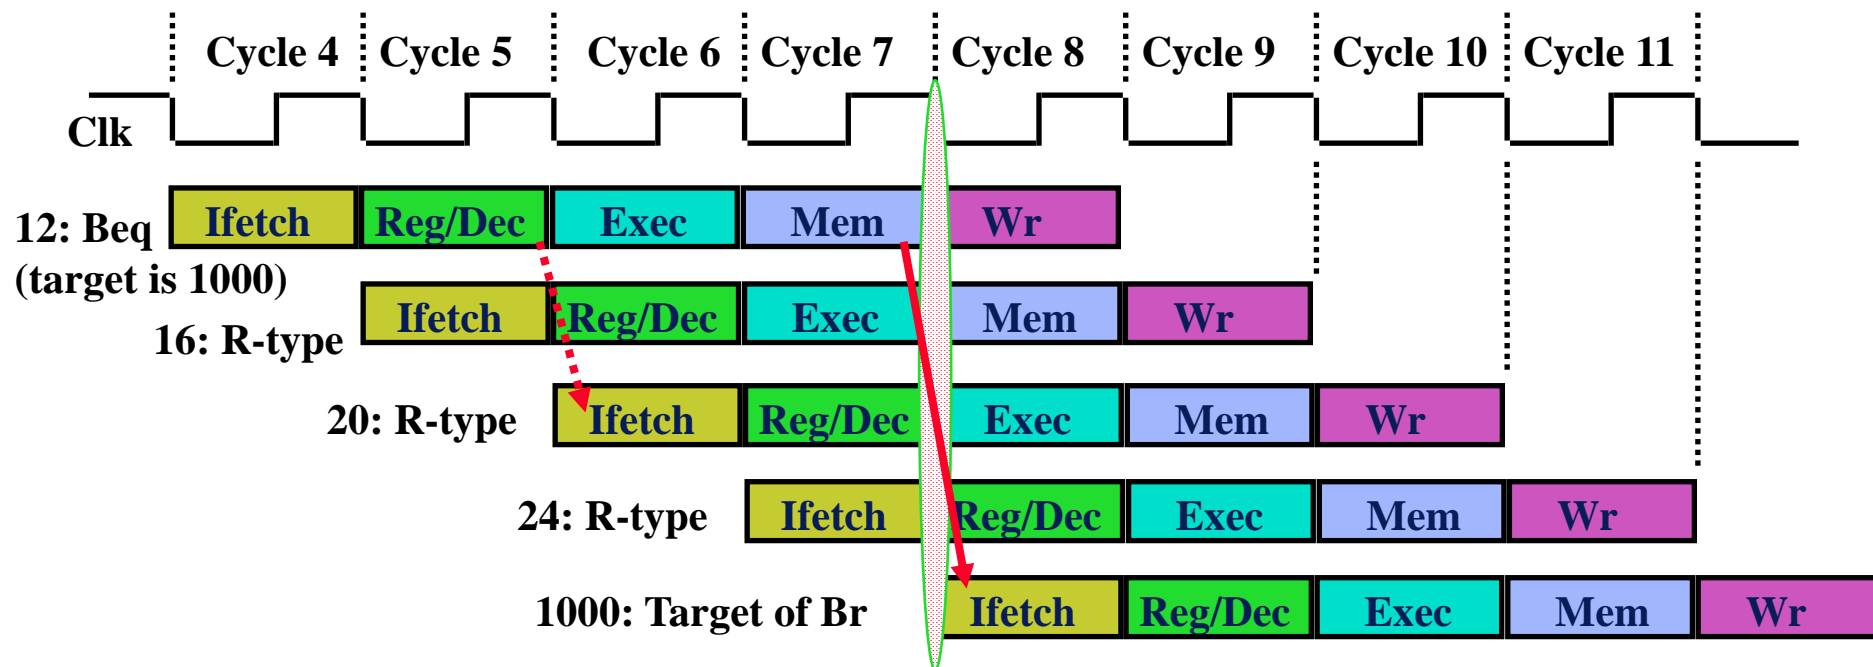 Cycle 4 Cycle 5 Cycle 6 Cycle 7 Cycle 8 Cycle 9 Cycle 10 Cycle 11
Clk
12: Beq Ifetch Reg/Dec Exec Mem Wr
(target is 1000)
16: R-type Ifetch Reg/Dec Exec Mem Wr
20: R-type Ifetch Reg/Dec Exec Mem Wr
24: R-type Ifetch Reg/Dec Exec Mem Wr
1000: Target of Br Ifetch Reg/Dec Exec Mem Wr